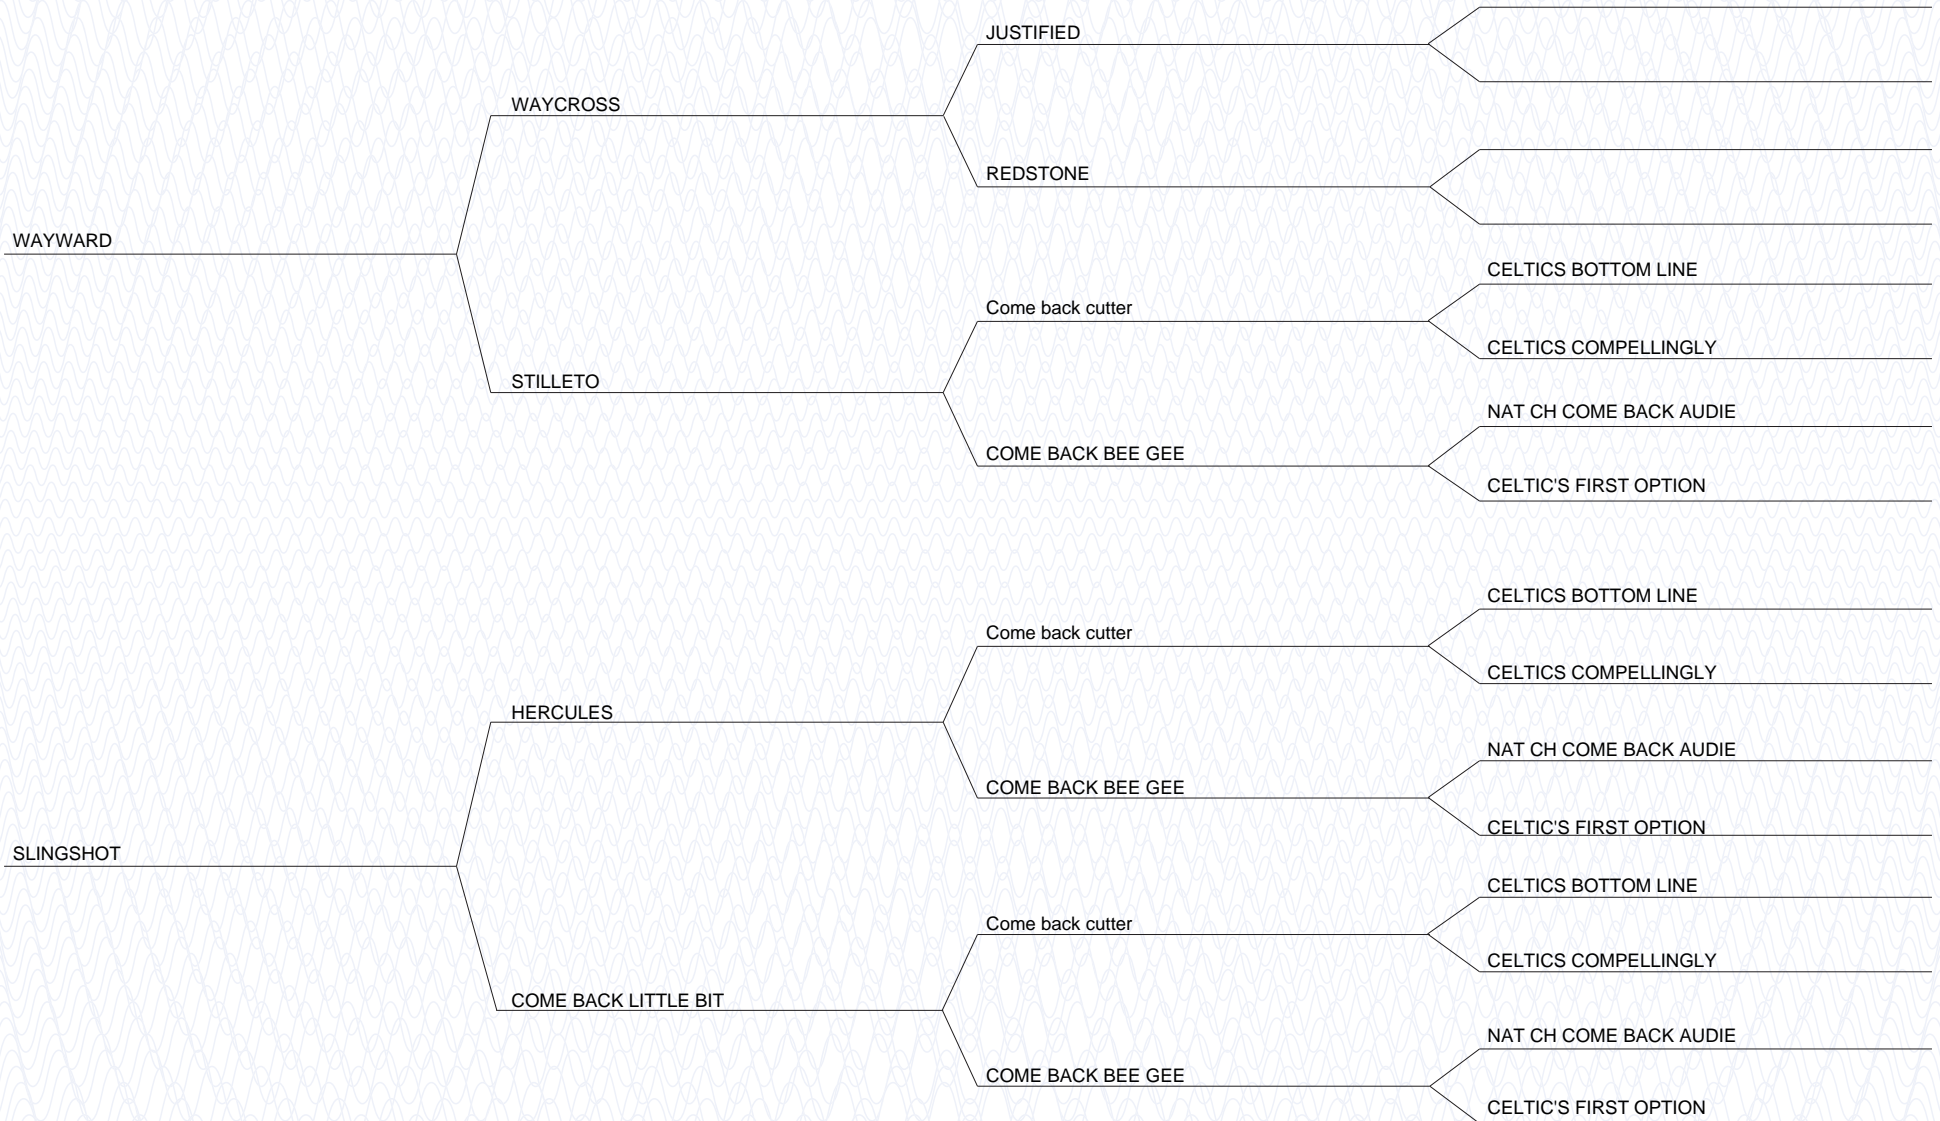 JUSTIFIED
WAYCROSS
REDSTONE
WAYWARD
CELTICS BOTTOM LINE
Come back cutter
CELTICS COMPELLINGLY
STILLETO
NAT CH COME BACK AUDIE
COME BACK BEE GEE
CELTIC'S FIRST OPTION
CELTICS BOTTOM LINE
Come back cutter
CELTICS COMPELLINGLY
HERCULES
NAT CH COME BACK AUDIE
COME BACK BEE GEE
CELTIC'S FIRST OPTION
SLINGSHOT
CELTICS BOTTOM LINE
Come back cutter
CELTICS COMPELLINGLY
COME BACK LITTLE BIT
NAT CH COME BACK AUDIE
COME BACK BEE GEE
CELTIC'S FIRST OPTION